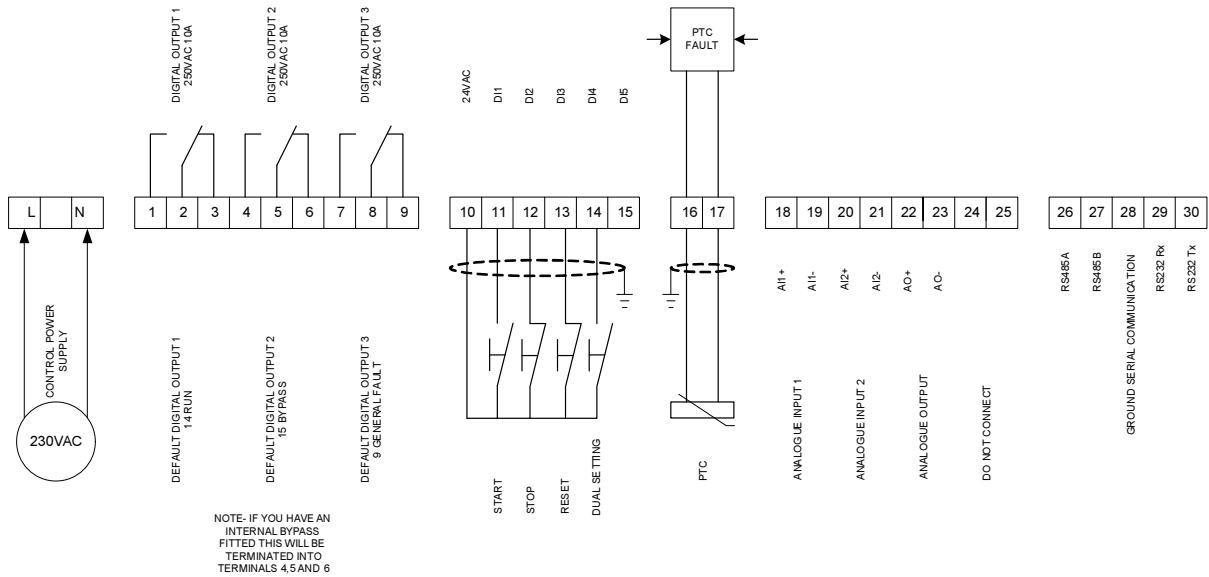 DIGITAL OUTPUT 1
250VAC 10A
DIGITAL OUTPUT 2
250VAC 10A
DIGITAL OUTPUT 3
250VAC 10A
24VAC
DI1
DI2
DI3
DI4
DI5
PTC
FAULT
L N
1 2 3 4 5 6 7 8 9
10 11 12 13 14 15
16 17
18 19 20 21 22 23 24 25
26 27 28 29 30
AI1+
AI1-
AI2+
AI2-
AO+
AO-
RS485A
RS485B
GROUND SERIAL COMMUNICATION
RS232 Rx
RS232 Tx
CONTROL POWER
SUPPLY
230VAC
DEFAULT DIGITAL OUTPUT 1
14 RUN
DEFAULT DIGITAL OUTPUT 2
15 BYPASS
DEFAULT DIGITAL OUTPUT 3
9 GENERAL FAULT
START
STOP
RESET
DUAL SETTING
PTC
ANALOGUE INPUT 1
ANALOGUE INPUT 2
ANALOGUE OUTPUT
DO NOT CONNECT
NOTE- IF YOU HAVE AN
INTERNAL BYPASS
FITTED THIS WILL BE
TERMINATED INTO
TERMINALS 4,5 AND 6